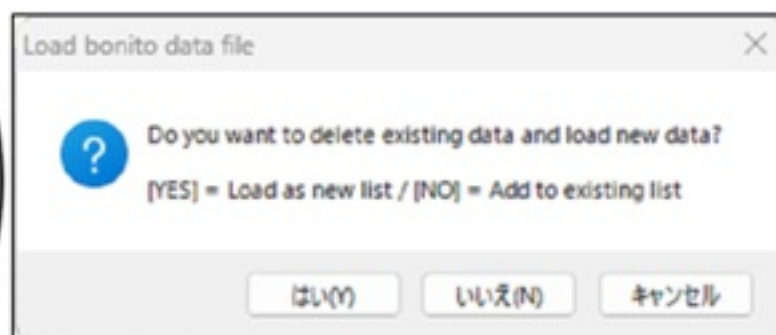 Load bonito data file
Do you want to delete existing data and load new data?
[YES] = Load as new list / [NO] = Add to existing list
はい(Y) いいえ(N) キャンセル